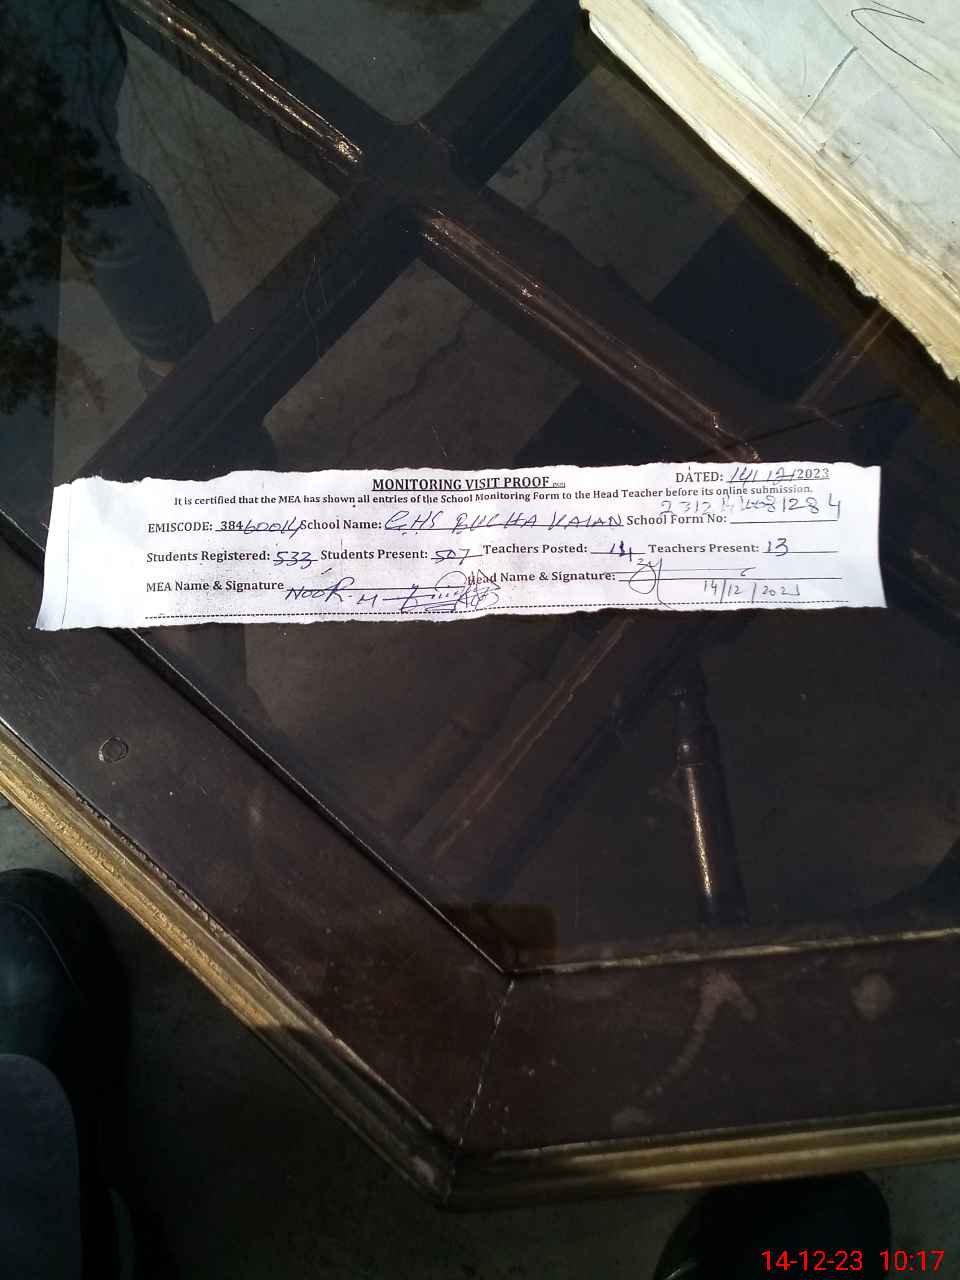 MONITORING VISIT PROOF
DATED: 14/12/2023
It is certified that the MEA has shown all entries of the School Monitoring Form to the Head Teacher before its online submission.
EMISCODE: 38460014 School Name: GHS KALAN School Form No:
Students Registered: 533 Students Present: 507 Teachers Posted: 14 Teachers Present: 13
MEA Name & Signature NOOR M Head Name & Signature:
14/12/2023
14-12-23 10:17